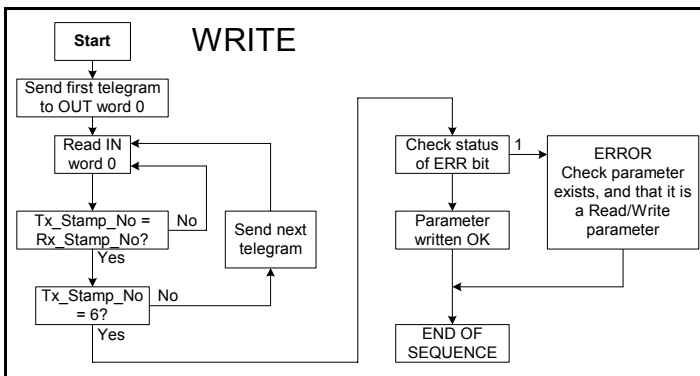 WRITE
Start
Send first telegram
to OUT word 0
Read IN
word 0
Tx_Stamp_No =
Rx_Stamp_No?
No
Yes
Send next
telegram
Tx_Stamp_No
= 6?
No
Yes
Check status
of ERR bit
1
ERROR
Check parameter
exists, and that it is
a Read/Write
parameter
Parameter
written OK
END OF
SEQUENCE